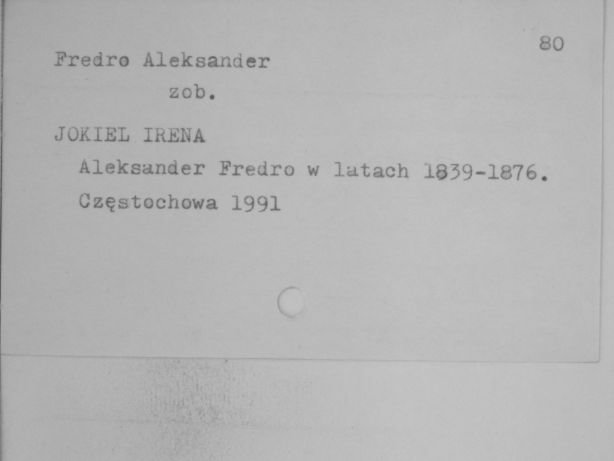 80
Fredro Aleksander
zob.
JOKIEL IRENA
Aleksander Fredro w latach 1839-1876.
Częstochowa 1991